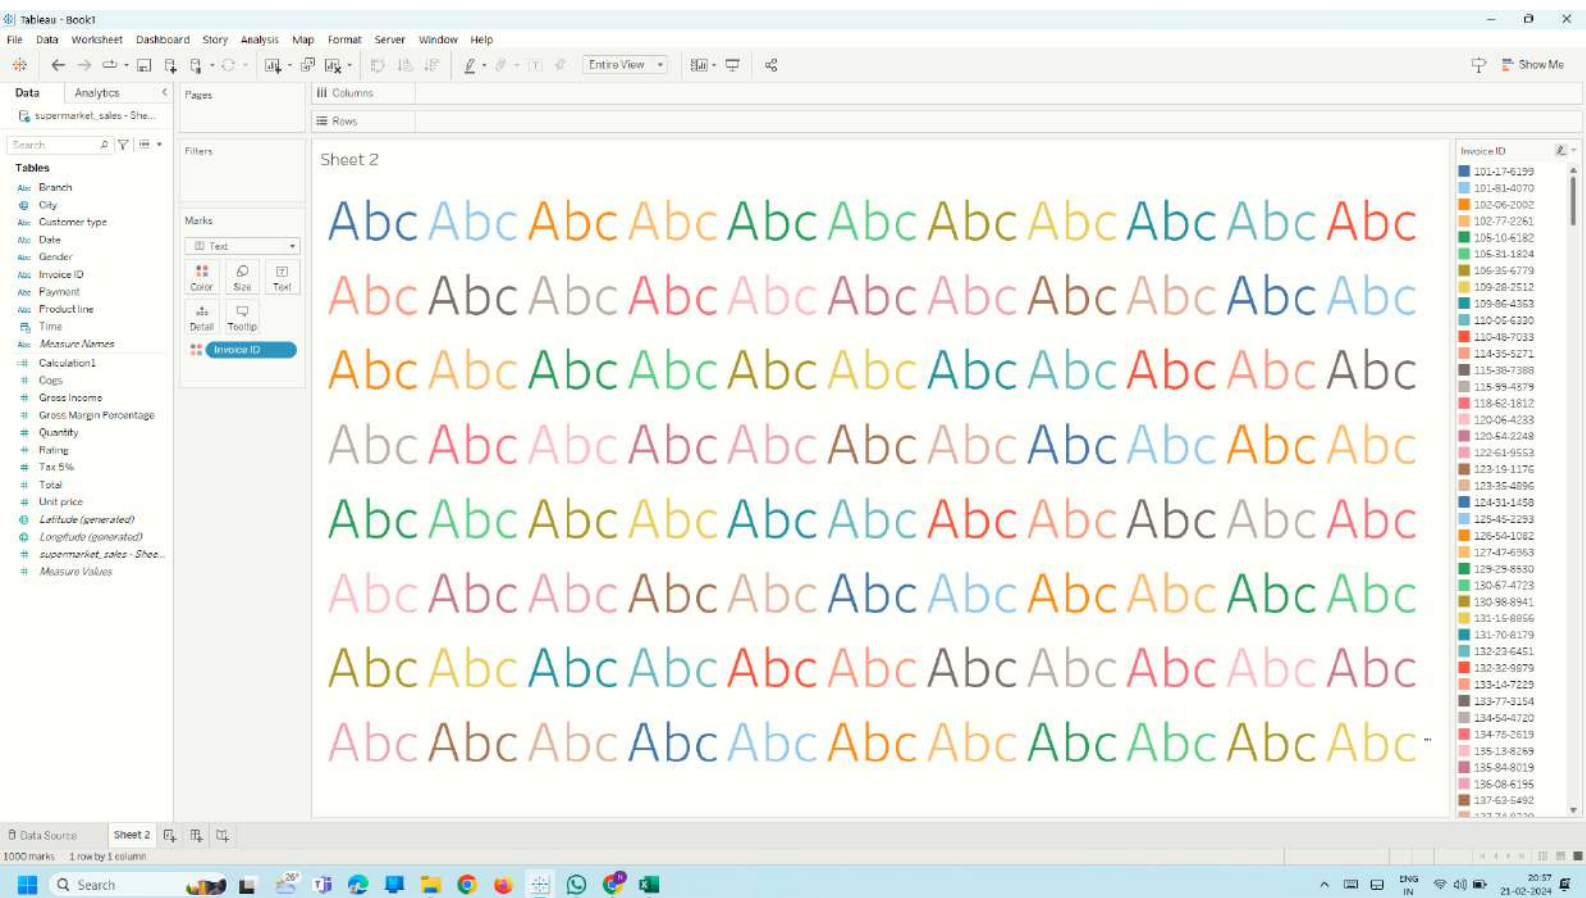 Tableau - Book1
File Data Worksheet Dashboard Story Analysis Map Format Server Window Help
Entire View
Show Me
Data Analytics
Pages
Columns
supermarket_sales - She...
Rows
Search
Filters
Sheet 2
Invoice ID
Tables
Abc Branch
City
Abc Customer type
Abc Date
Abc Gender
Abc Invoice ID
Abc Payment
Abc Product line
Time
Abc Measure Names
Calculation1
Cogs
Gross Income
Gross Margin Percentage
Quantity
Rating
Tax 5%
Total
Unit price
Latitude (generated)
Longitude (generated)
supermarket_sales - Shee...
Measure Values
Marks
Text
Color Size Text
Detail Tooltip
Invoice ID
Abc Abc Abc Abc Abc Abc Abc Abc Abc Abc Abc
Abc Abc Abc Abc Abc Abc Abc Abc Abc Abc Abc
Abc Abc Abc Abc Abc Abc Abc Abc Abc Abc Abc
Abc Abc Abc Abc Abc Abc Abc Abc Abc Abc Abc
Abc Abc Abc Abc Abc Abc Abc Abc Abc Abc Abc
Abc Abc Abc Abc Abc Abc Abc Abc Abc Abc Abc
Abc Abc Abc Abc Abc Abc Abc Abc Abc Abc Abc
Abc Abc Abc Abc Abc Abc Abc Abc Abc Abc Abc
101-17-6199
101-81-4070
102-06-2002
102-77-2261
105-10-6182
105-31-1824
106-35-6779
109-28-2512
109-86-4363
110-05-6330
110-48-7033
114-35-5271
115-38-7388
115-99-4379
118-62-1812
120-06-4233
120-54-2248
122-61-9553
123-19-1176
123-35-4896
124-31-1458
125-45-2293
126-54-1082
127-47-6963
129-29-8530
130-67-4723
130-98-8941
131-15-8856
131-70-8179
132-23-6451
132-32-9879
133-14-7229
133-77-3154
134-54-4720
134-75-2619
135-13-8269
135-84-8019
136-08-6195
137-63-5492
Data Source Sheet 2
1000 marks 1 row by 1 column
Search
26°
ENG
IN
20:57
21-02-2024